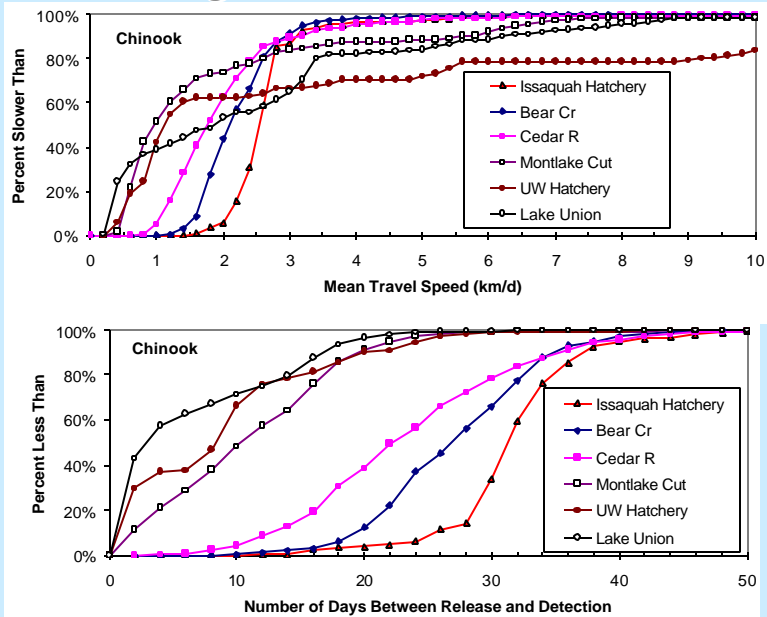 100%
80%
60%
40%
20%
0%
Percent Slower Than
Chinook
Issaquah Hatchery
Bear Cr
Cedar R
Montlake Cut
UW Hatchery
Lake Union
0 1 2 3 4 5 6 7 8 9 10
Mean Travel Speed (km/d)
100%
80%
60%
40%
20%
0%
Percent Less Than
Chinook
Issaquah Hatchery
Bear Cr
Cedar R
Montlake Cut
UW Hatchery
Lake Union
0 10 20 30 40 50
Number of Days Between Release and Detection